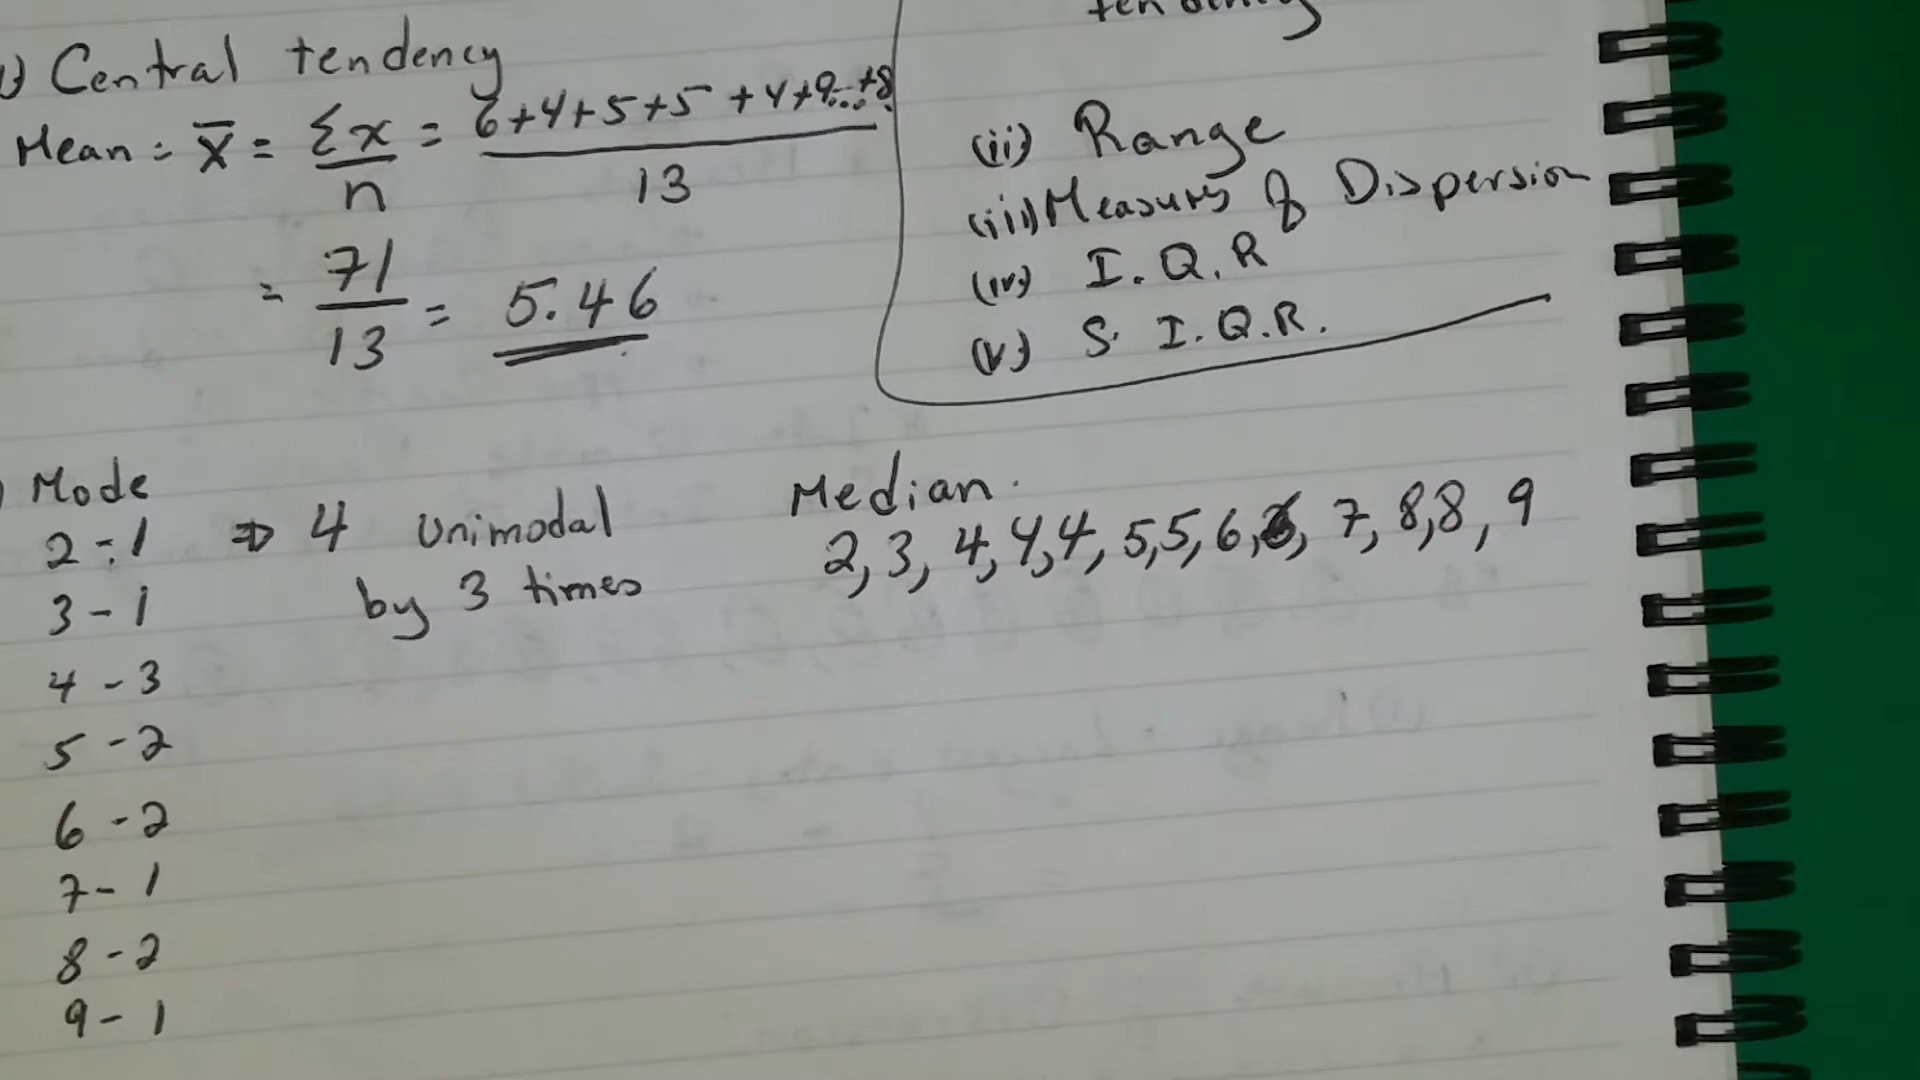 i) Central tendency
Mean = x̄ = Σx/n = 6+4+5+5+4+9...+8/13
= 71/13 = 5.46
tendency
(ii) Range
(iii) Measures of Dispersion
(iv) I.Q.R
(v) S. I.Q.R.
Mode
2 - 1 ⇒ 4 Unimodal
by 3 times
3 - 1
4 - 3
5 - 2
6 - 2
7 - 1
8 - 2
9 - 1
Median.
2, 3, 4, 4, 4, 5, 5, 6, 6, 7, 8, 8, 9